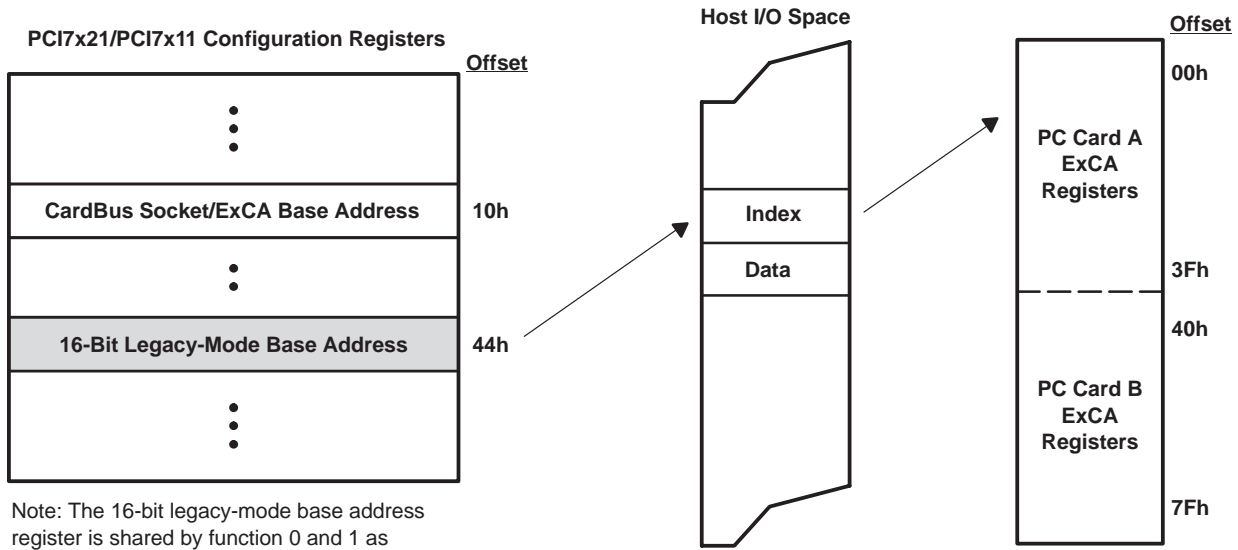 PCI7x21/PCI7x11 Configuration Registers
Offset
CardBus Socket/ExCA Base Address
10h
16-Bit Legacy-Mode Base Address
44h
Note: The 16-bit legacy-mode base address
register is shared by function 0 and 1 as
Host I/O Space
Index
Data
Offset
00h
PC Card A
ExCA
Registers
3Fh
40h
PC Card B
ExCA
Registers
7Fh